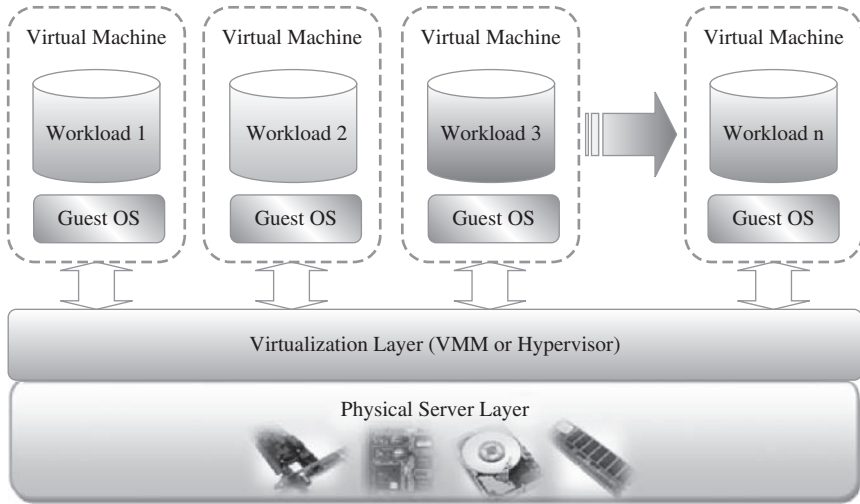 Virtual Machine
Virtual Machine
Virtual Machine
Virtual Machine
Workload 1
Workload 2
Workload 3
Workload n
Guest OS
Guest OS
Guest OS
Guest OS
Virtualization Layer (VMM or Hypervisor)
Physical Server Layer